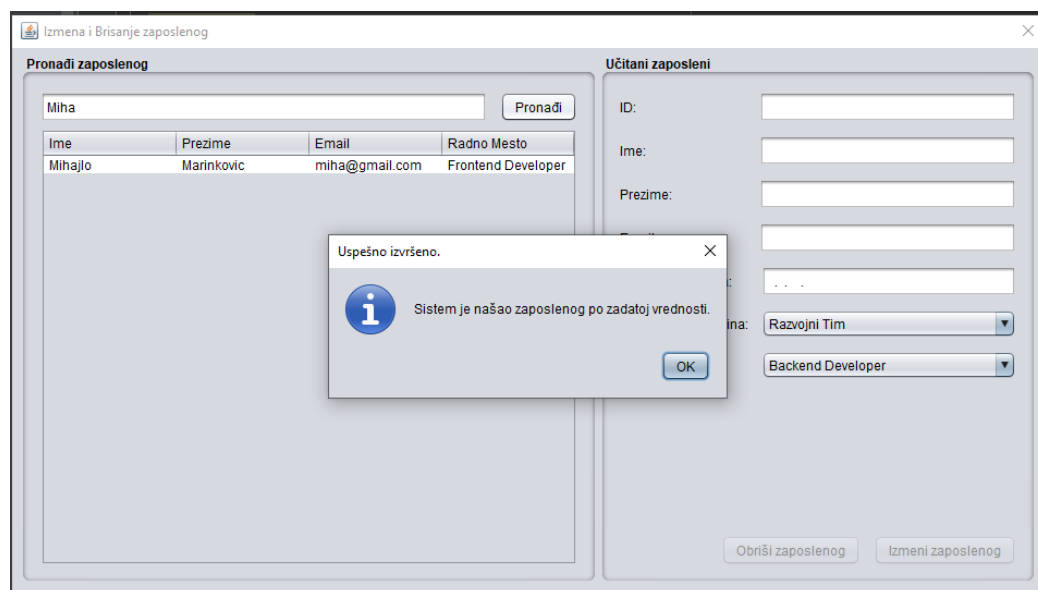 Izmena i Brisanje zaposlenog
Pronađi zaposlenog
Miha
Pronađi
Ime Prezime Email Radno Mesto
Mihajlo Marinkovic miha@gmail.com Frontend Developer
Učitani zaposleni
ID:
Ime:
Prezime:
. . .
ina: Razvojni Tim
Backend Developer
Obriši zaposlenog Izmeni zaposlenog
Uspešno izvršeno.
Sistem je našao zaposlenog po zadatoj vrednosti.
OK